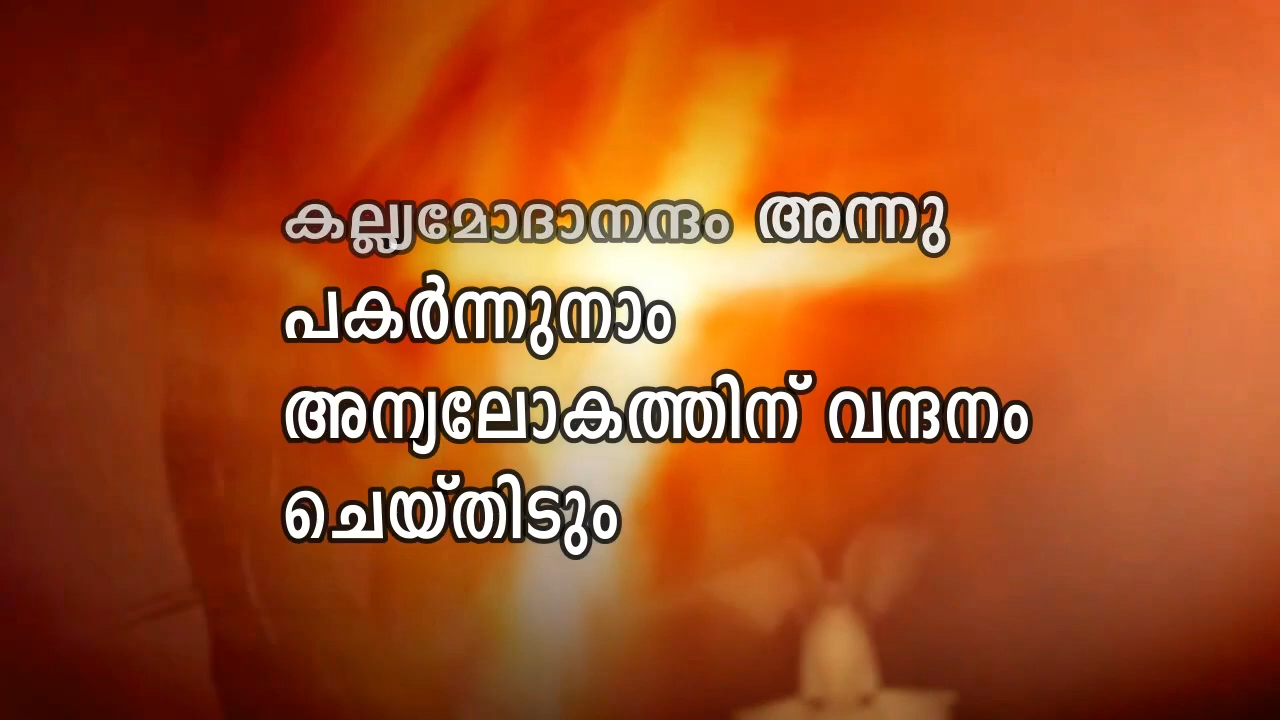 കല്ല്യമോദാനന്ദം അന്നു
പകർന്നുനാം
അന്യലോകത്തിന് വന്ദനം
ചെയ്തിടും